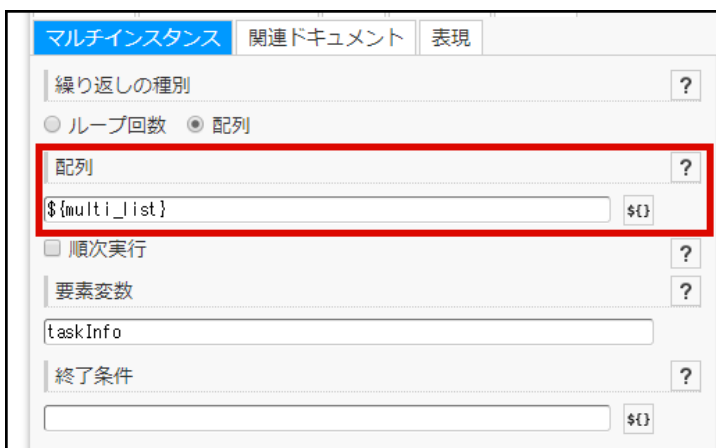 マルチインスタンス 関連ドキュメント 表現
繰り返しの種別 ?
ループ回数 配列
配列 ?
${multi_list} ${}
順次実行 ?
要素変数 ?
taskInfo
終了条件 ?
${}